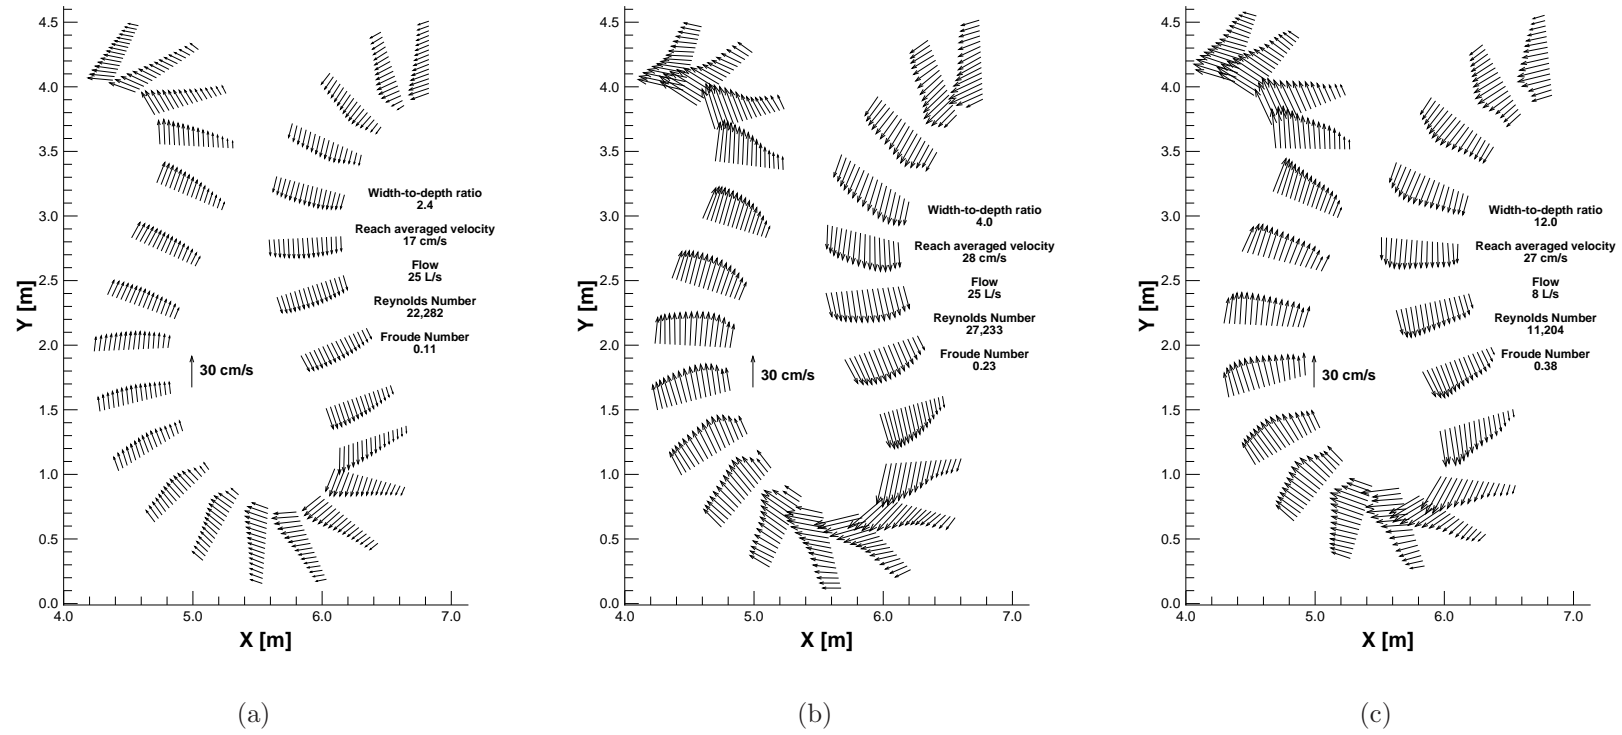 4.5
4.0
3.5
3.0
2.5
2.0
1.5
1.0
0.5
0.0
Y [m]
4.0 5.0 6.0 7.0
X [m]
Width-to-depth ratio
2.4
Reach averaged velocity
17 cm/s
Flow
25 L/s
Reynolds Number
22,282
Froude Number
0.11
30 cm/s
(a)
4.5
4.0
3.5
3.0
2.5
2.0
1.5
1.0
0.5
0.0
Y [m]
4.0 5.0 6.0 7.0
X [m]
Width-to-depth ratio
4.0
Reach averaged velocity
28 cm/s
Flow
25 L/s
Reynolds Number
27,233
Froude Number
0.23
30 cm/s
(b)
4.5
4.0
3.5
3.0
2.5
2.0
1.5
1.0
0.5
0.0
Y [m]
4.0 5.0 6.0 7.0
X [m]
Width-to-depth ratio
12.0
Reach averaged velocity
27 cm/s
Flow
8 L/s
Reynolds Number
11,204
Froude Number
0.38
30 cm/s
(c)